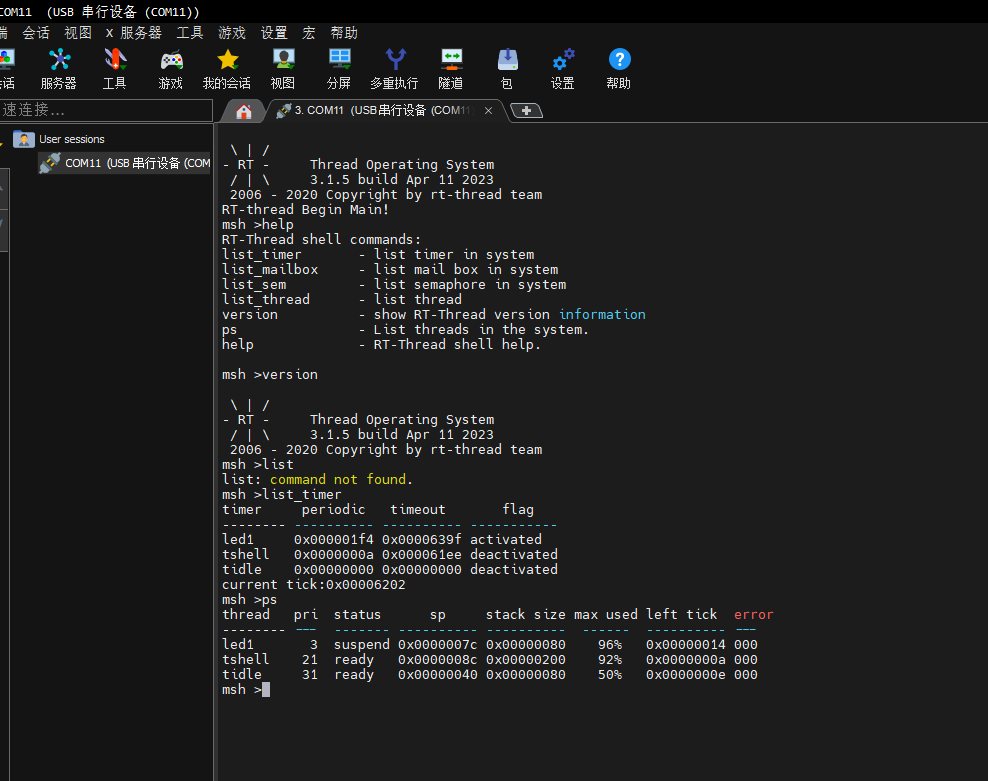 COM11 (USB 串行设备 (COM11))
端 会话 视图 X 服务器 工具 游戏 设置 宏 帮助
会话 服务器 工具 游戏 我的会话 视图 分屏 多重执行 隧道 包 设置 帮助
速连接...
3. COM11 (USB串行设备 (COM11
User sessions
COM11 (USB 串行设备 (COM
\ | /
- RT - Thread Operating System
/ | \ 3.1.5 build Apr 11 2023
2006 - 2020 Copyright by rt-thread team
RT-thread Begin Main!
msh >help
RT-Thread shell commands:
list_timer - list timer in system
list_mailbox - list mail box in system
list_sem - list semaphore in system
list_thread - list thread
version - show RT-Thread version information
ps - List threads in the system.
help - RT-Thread shell help.
msh >version
\ | /
- RT - Thread Operating System
/ | \ 3.1.5 build Apr 11 2023
2006 - 2020 Copyright by rt-thread team
msh >list
list: command not found.
msh >list_timer
timer periodic timeout flag
-------- ---------- ---------- -----------
led1 0x000001f4 0x0000639f activated
tshell 0x0000000a 0x000061ee deactivated
tidle 0x00000000 0x00000000 deactivated
current tick:0x00006202
msh >ps
thread pri status sp stack size max used left tick error
-------- --- ------- ---------- ---------- ------ ---------- ---
led1 3 suspend 0x0000007c 0x00000080 96% 0x00000014 000
tshell 21 ready 0x0000008c 0x00000200 92% 0x0000000a 000
tidle 31 ready 0x00000040 0x00000080 50% 0x0000000e 000
msh >